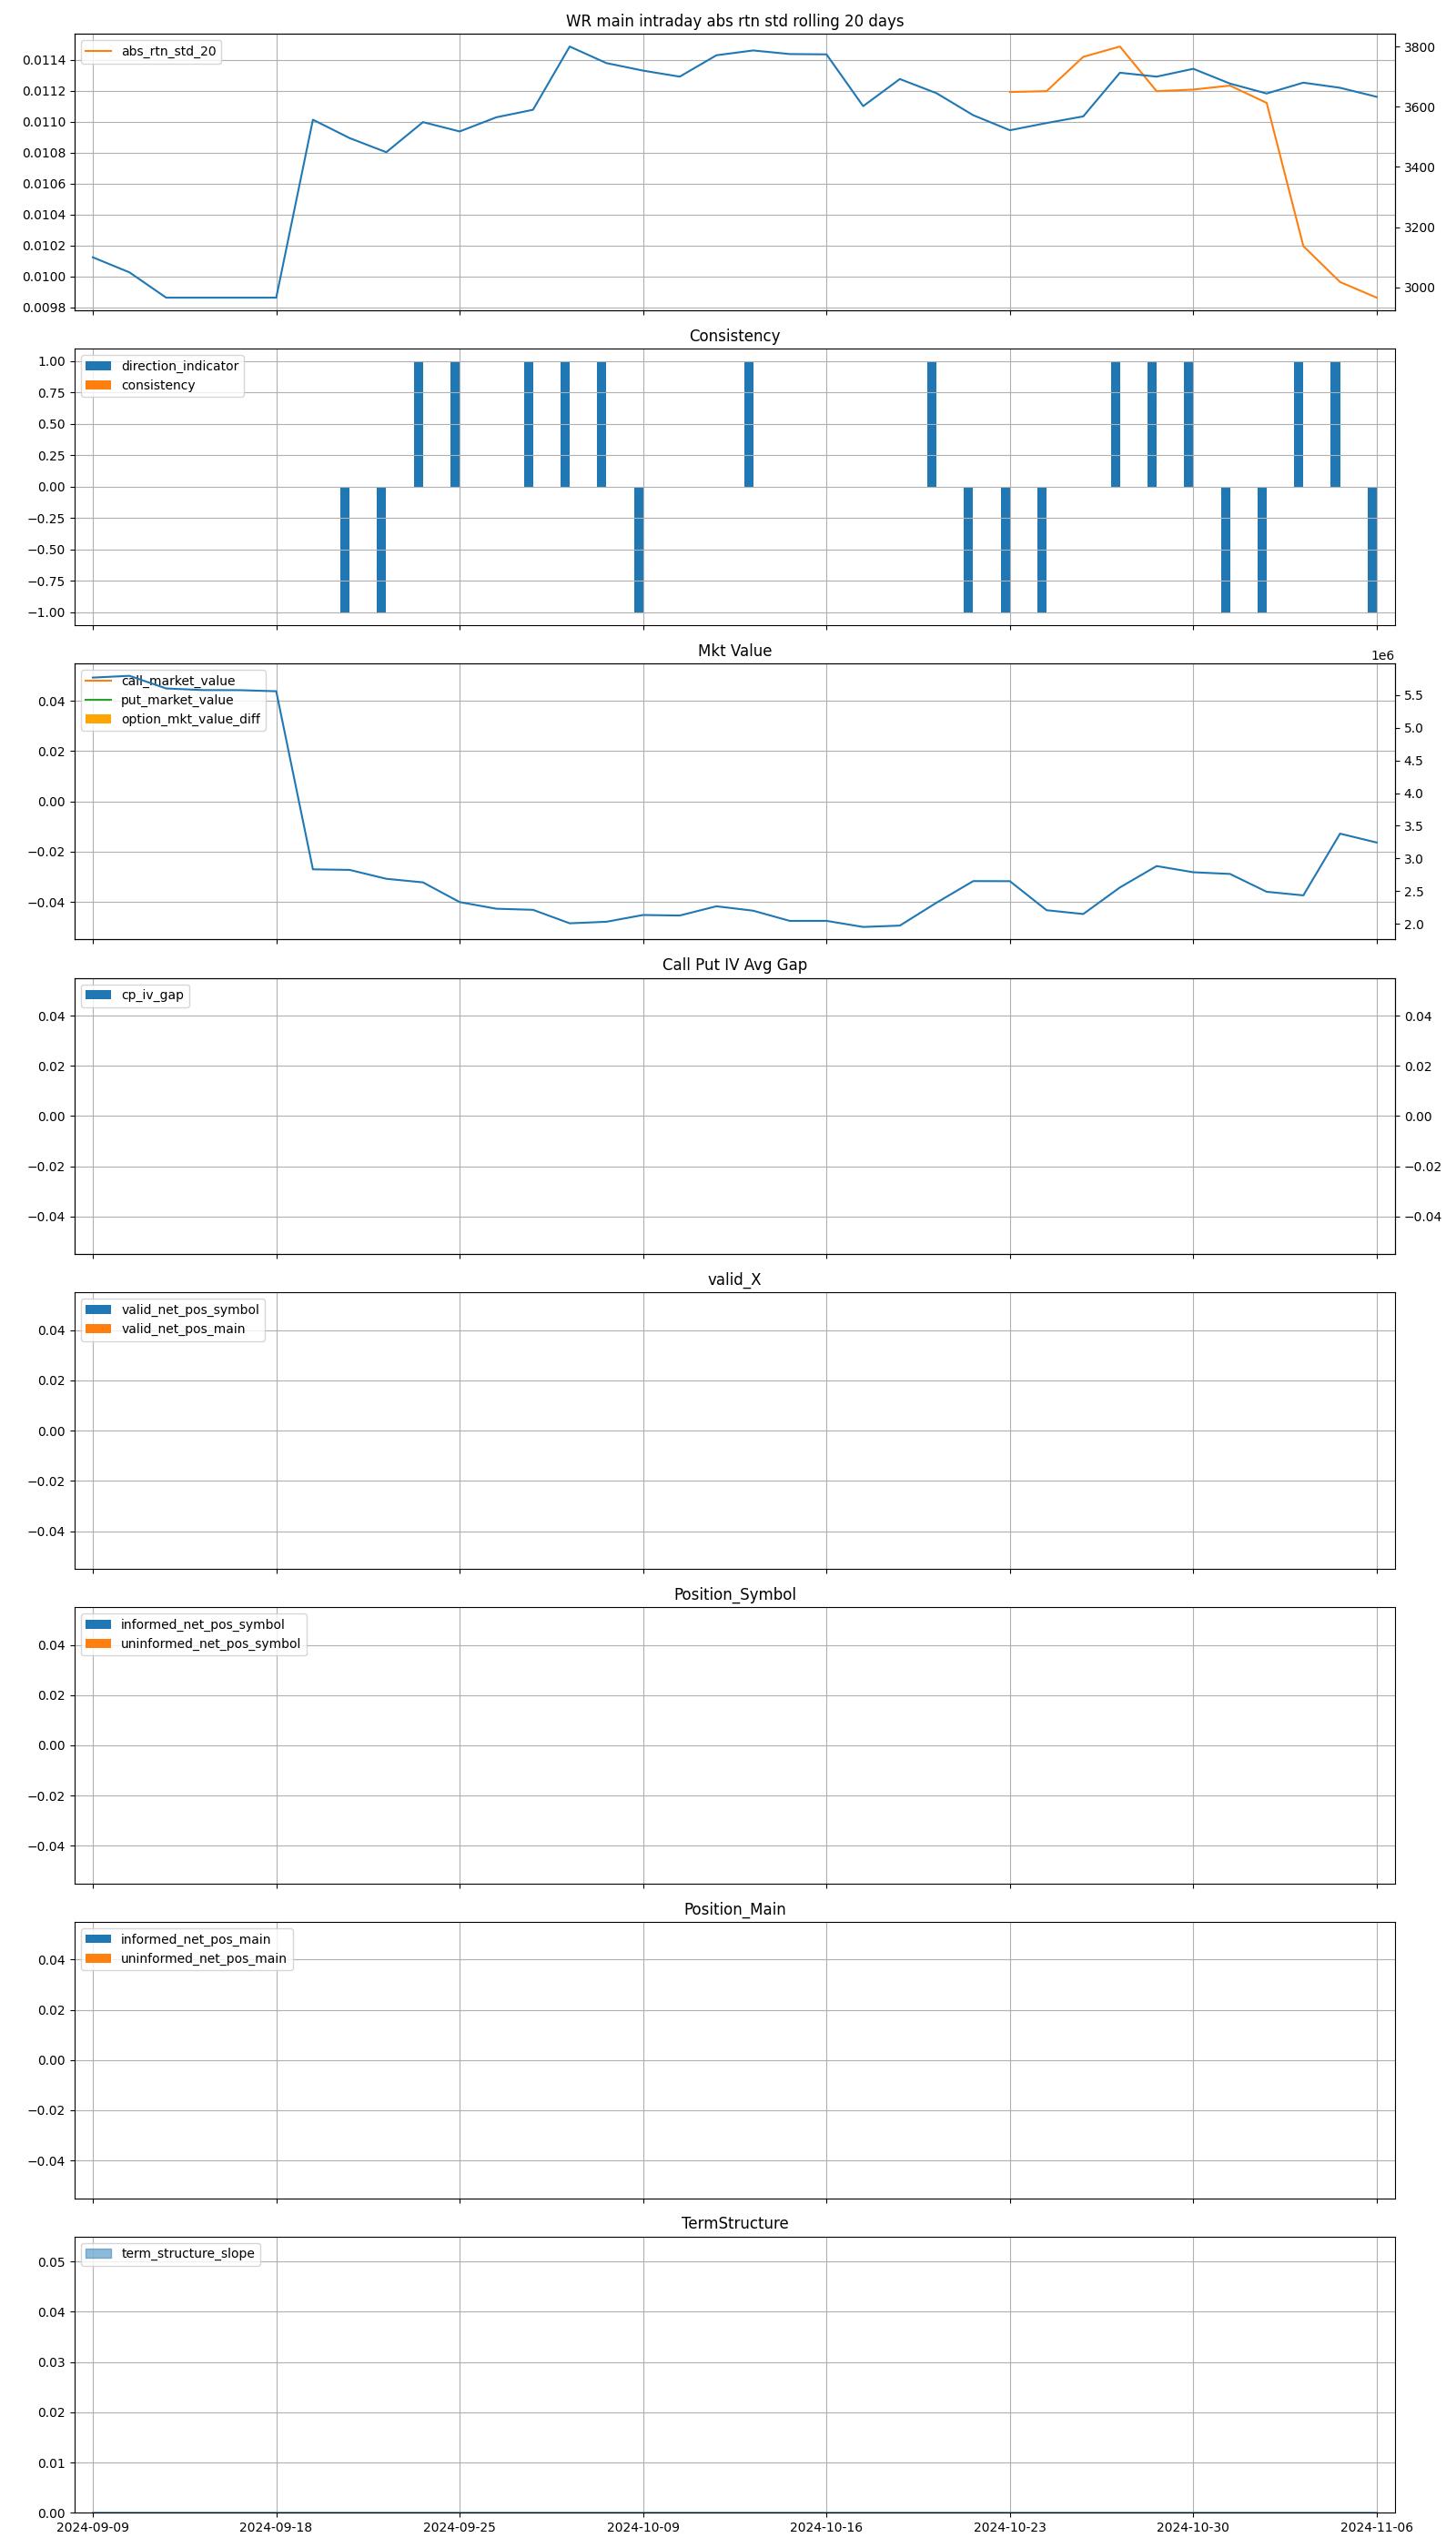 WR main intraday abs rtn std rolling 20 days
abs_rtn_std_20
0.0114
0.0112
0.0110
0.0108
0.0106
0.0104
0.0102
0.0100
0.0098
3800
3600
3400
3200
3000
Consistency
direction_indicator
consistency
1.00
0.75
0.50
0.25
0.00
−0.25
−0.50
−0.75
−1.00
Mkt Value
1e6
call_market_value
put_market_value
option_mkt_value_diff
0.04
0.02
0.00
−0.02
−0.04
5.5
5.0
4.5
4.0
3.5
3.0
2.5
2.0
Call Put IV Avg Gap
cp_iv_gap
0.04
0.02
0.00
−0.02
−0.04
0.04
0.02
0.00
−0.02
−0.04
valid_X
valid_net_pos_symbol
valid_net_pos_main
0.04
0.02
0.00
−0.02
−0.04
Position_Symbol
informed_net_pos_symbol
uninformed_net_pos_symbol
0.04
0.02
0.00
−0.02
−0.04
Position_Main
informed_net_pos_main
uninformed_net_pos_main
0.04
0.02
0.00
−0.02
−0.04
TermStructure
term_structure_slope
0.05
0.04
0.03
0.02
0.01
0.00
2024-09-09 2024-09-18 2024-09-25 2024-10-09 2024-10-16 2024-10-23 2024-10-30 2024-11-06